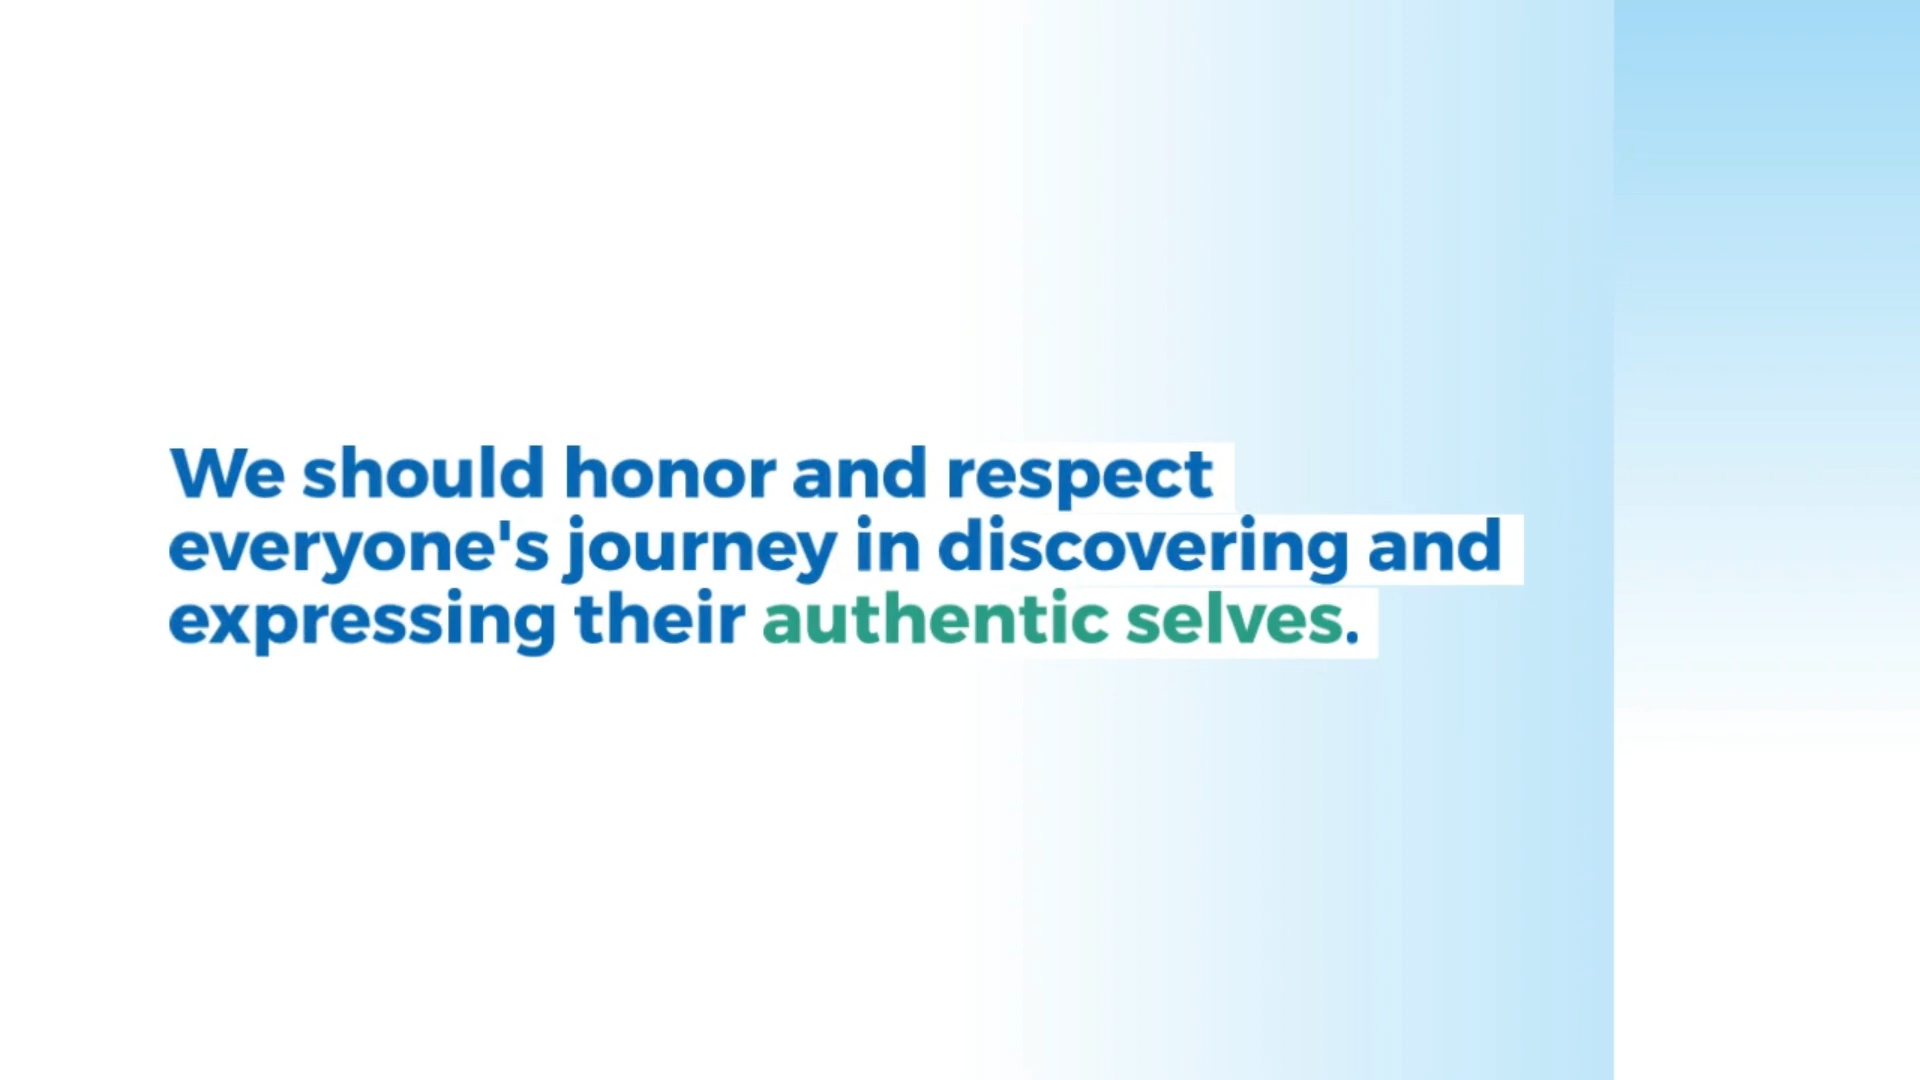 We should honor and respect
everyone's journey in discovering and
expressing their authentic selves.